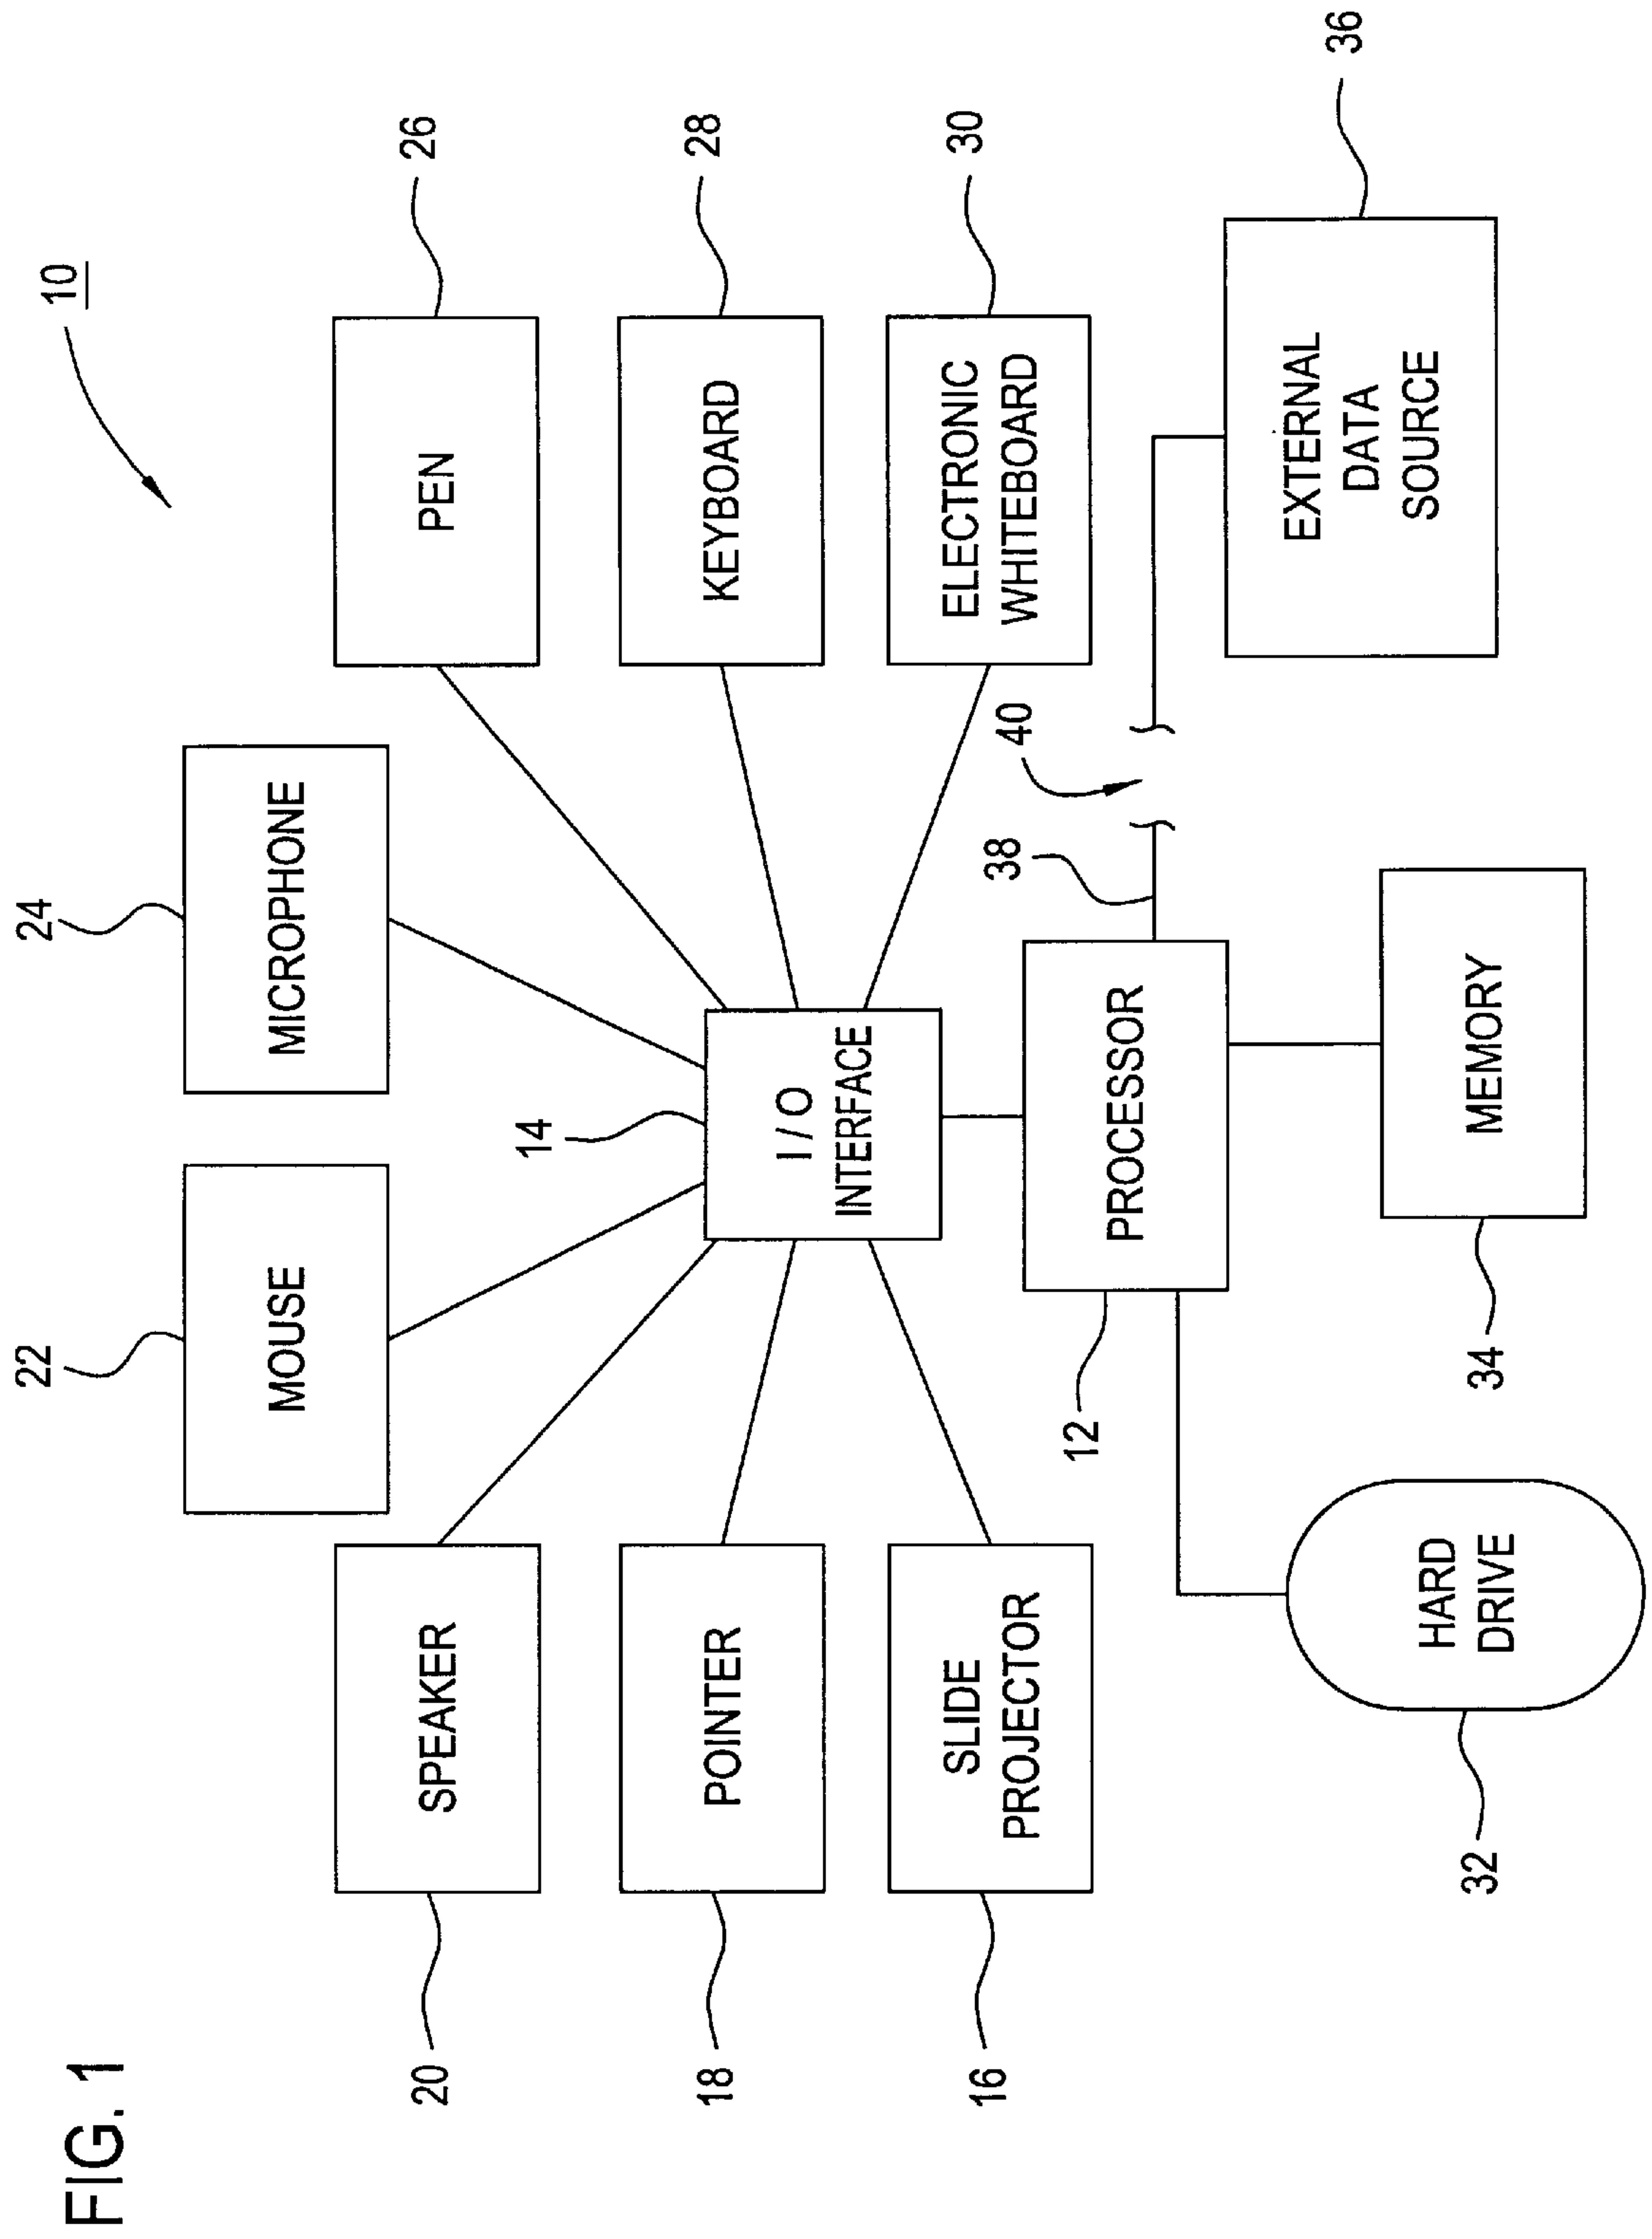 FIG. 1
10
22
24
MOUSE
MICROPHONE
20
SPEAKER
PEN
26
14
18
POINTER
I / O
INTERFACE
KEYBOARD
28
16
SLIDE
PROJECTOR
ELECTRONIC
WHITEBOARD
30
38
40
12
PROCESSOR
32
HARD
DRIVE
34
MEMORY
EXTERNAL
DATA
SOURCE
36